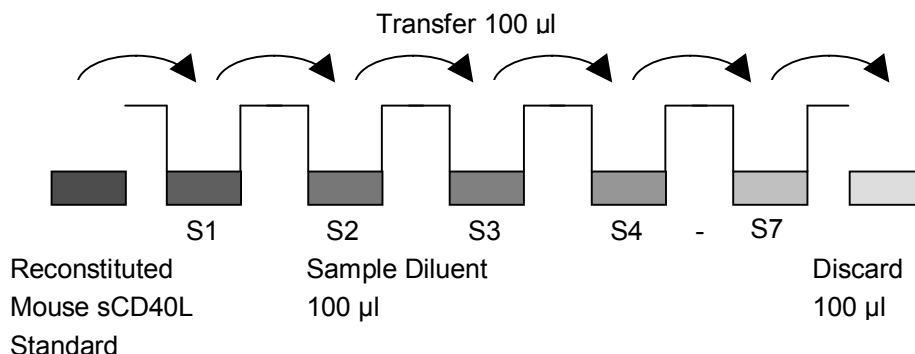 Transfer 100 µl
S1 S2 S3 S4 - S7
Reconstituted Sample Diluent Discard
Mouse sCD40L 100 µl 100 µl
Standard